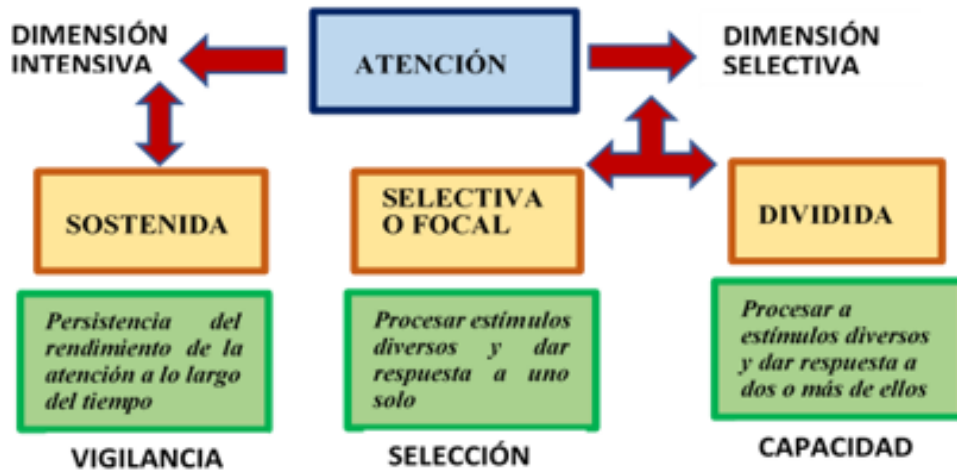 DIMENSIÓN
INTENSIVA
ATENCIÓN
DIMENSIÓN
SELECTIVA
SOSTENIDA
SELECTIVA
O FOCAL
DIVIDIDA
Persistencia del
rendimiento de la
atención a lo largo
del tiempo
Procesar estímulos
diversos y dar
respuesta a uno
solo
Procesar a
estímulos diversos
y dar respuesta a
dos o más de ellos
VIGILANCIA
SELECCIÓN
CAPACIDAD